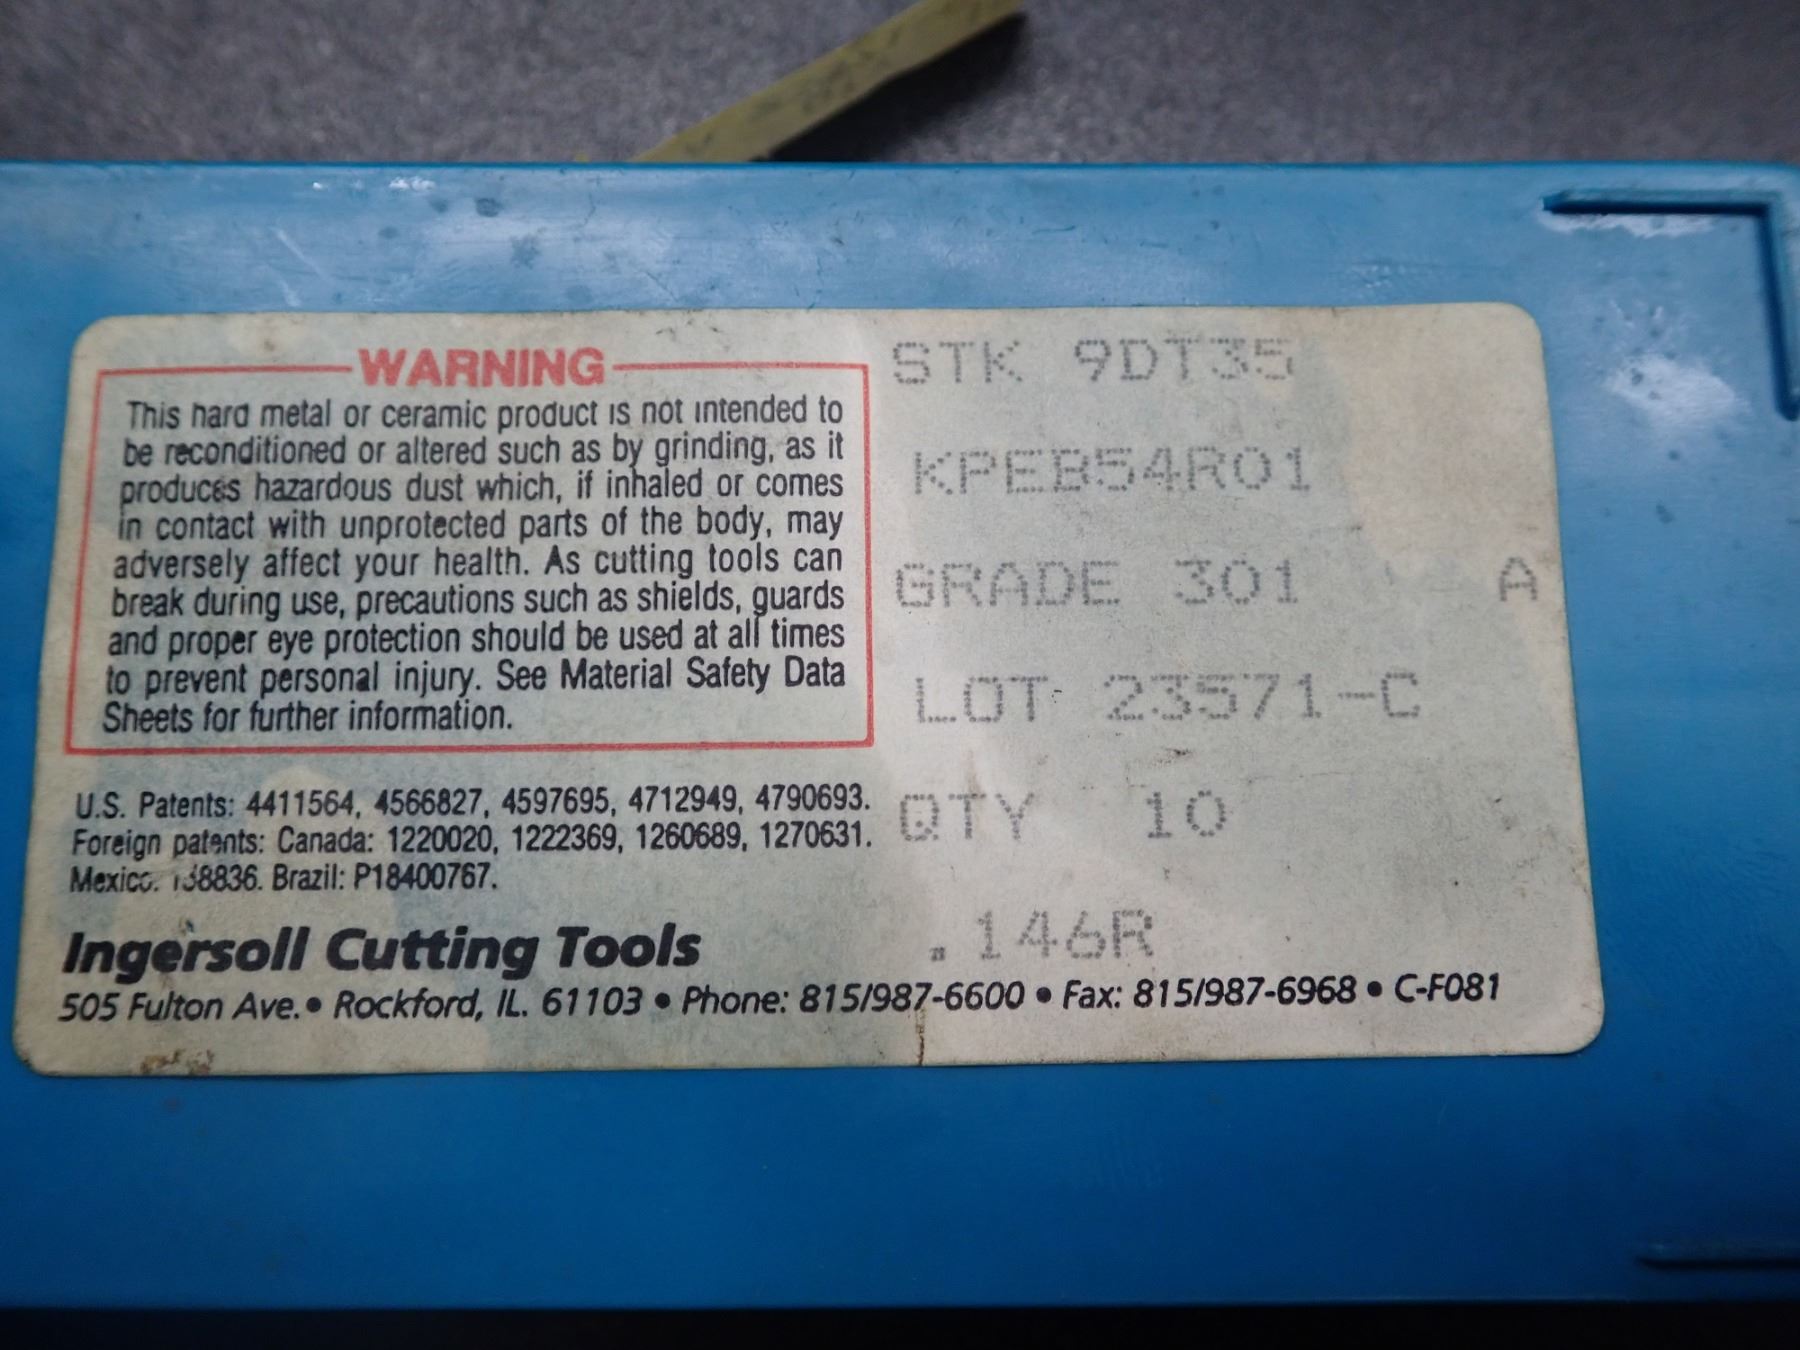 WARNING
This hard metal or ceramic product is not intended to
be reconditioned or altered such as by grinding, as it
produces hazardous dust which, if inhaled or comes
in contact with unprotected parts of the body, may
adversely affect your health. As cutting tools can
break during use, precautions such as shields, guards
and proper eye protection should be used at all times
to prevent personal injury. See Material Safety Data
Sheets for further information.
U.S. Patents: 4411564, 4566827, 4597695, 4712949, 4790693.
Foreign patents: Canada: 1220020, 1222369, 1260689, 1270631.
Mexico. Brazil: P18400767.
STK 9DT35
KPEB54R01
GRADE 301 A
LOT 23571-C
QTY 10
.146R
Ingersoll Cutting Tools
505 Fulton Ave. • Rockford, IL. 61103 • Phone: 815/987-6600 • Fax: 815/987-6968 • C-F081